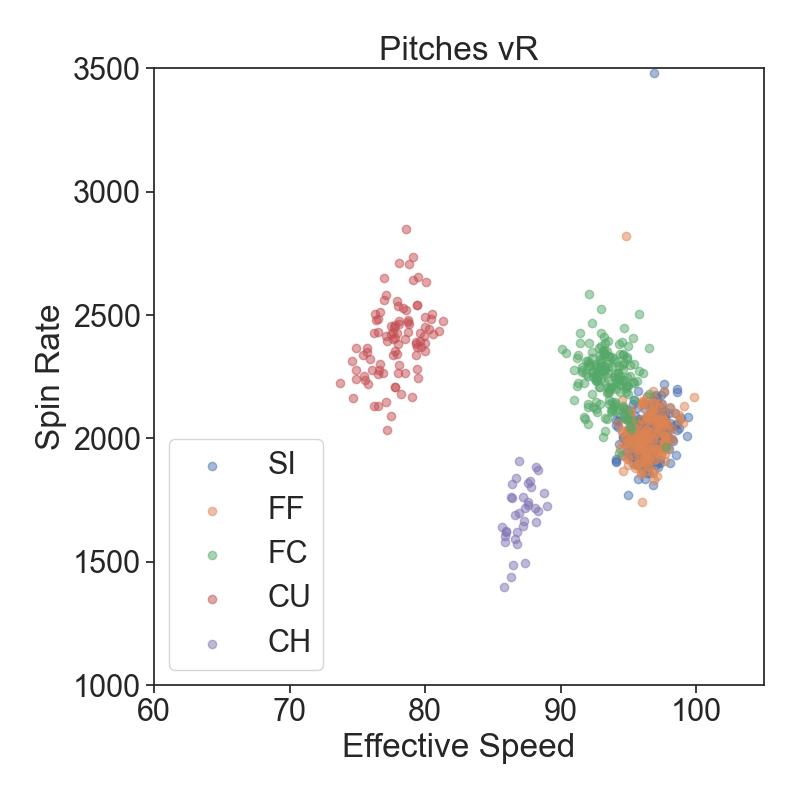 Pitches vR
3500
3000
2500
2000
1500
1000
Spin Rate
SI
FF
FC
CU
CH
60 70 80 90 100
Effective Speed